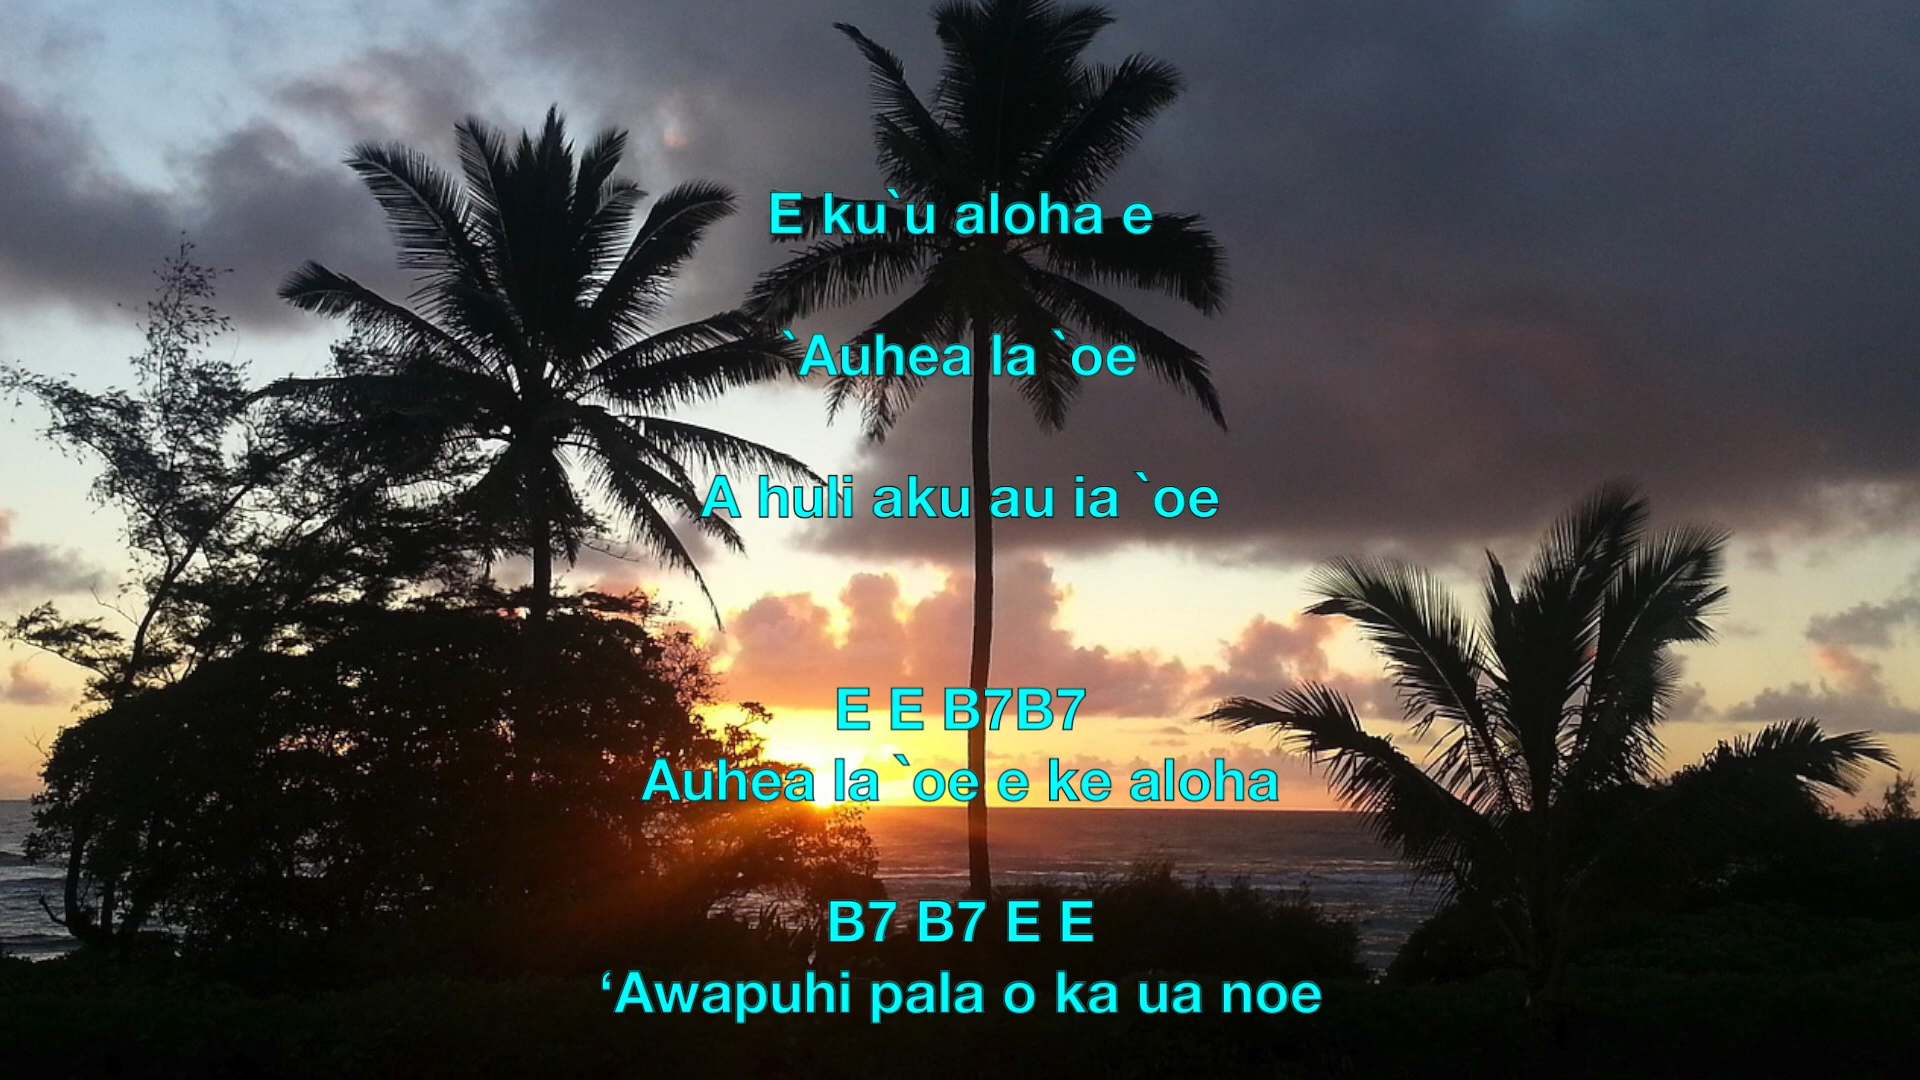 E ku`u aloha e
`Auhea la `oe
A huli aku au ia `oe
E E B7B7
Auhea la `oe e ke aloha
B7 B7 E E
‘Awapuhi pala o ka ua noe